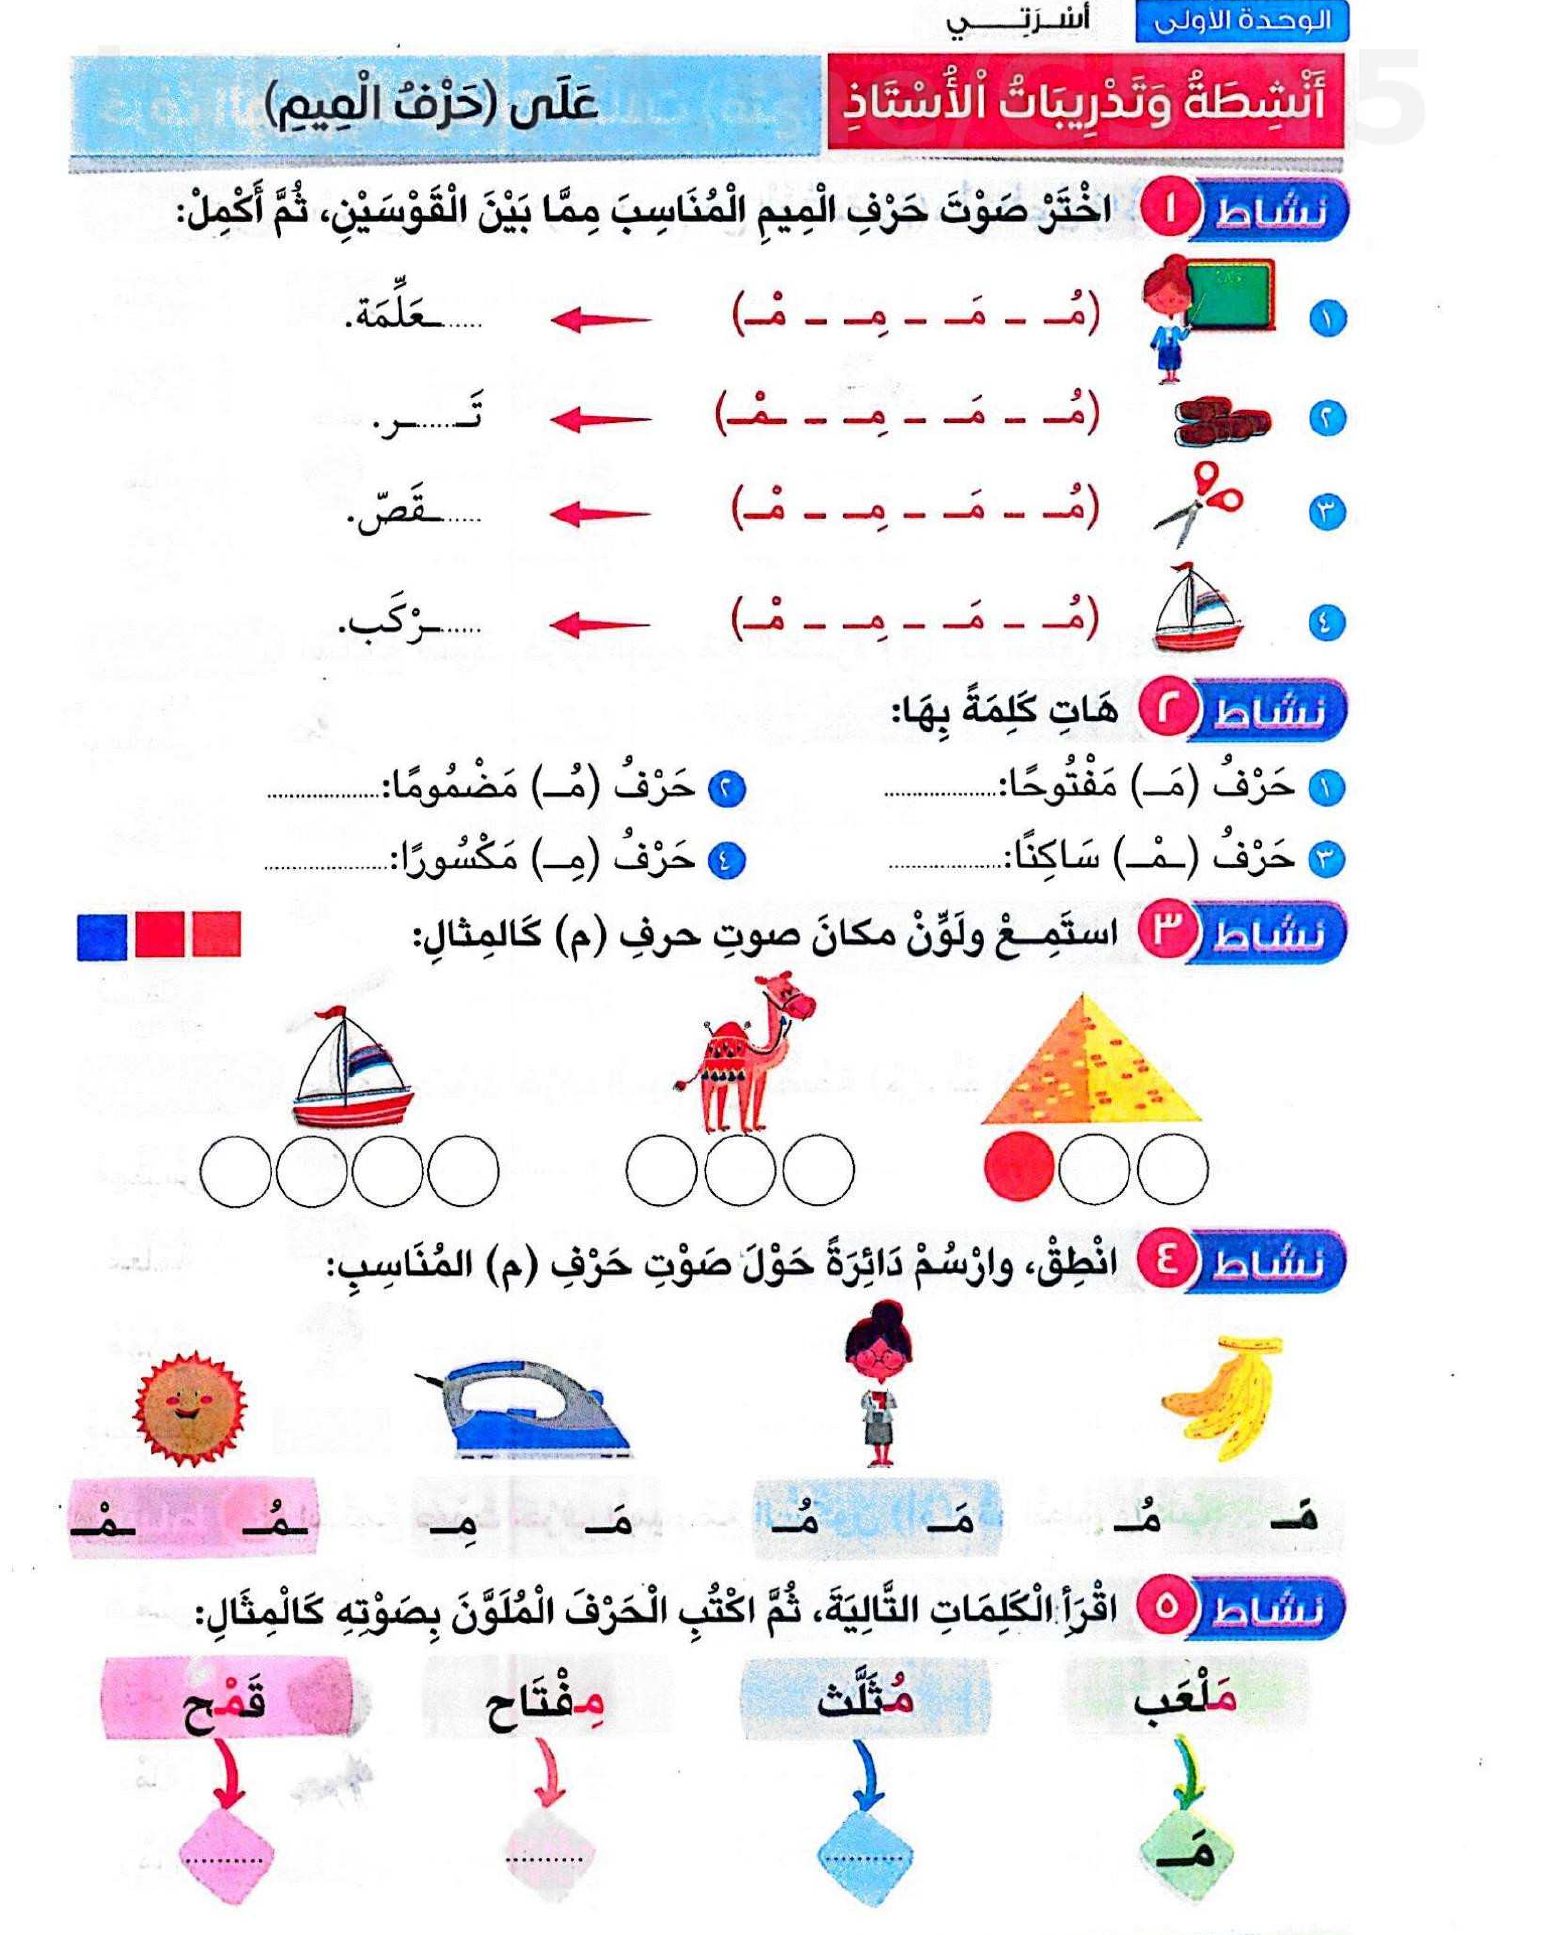 الوحدة الأولى أُسْـرَتِـــــي
أَنْشِطَةُ وَتَدْرِيبَاتُ الْأُسْتَاذِ عَلَى (حَرْفُ الْمِيمِ)
نشاط ١ اخْتَرْ صَوْتَ حَرْفِ الْمِيمِ الْمُنَاسِبَ مِمَّا بَيْنَ الْقَوْسَيْنِ، ثُمَّ أَكْمِلْ:
١ (مُـ – مَـ – مِـ – مْـ) ......ـعَلِّمَة.
٢ (مُـ – مَـ – مِـ – ـمْـ) تَـ......ـر.
٣ (مُـ – مَـ – مِـ – مْـ) ......ـقَصّ.
٤ (مُـ – مَـ – مِـ – مْـ) ......ـرْكَب.
نشاط ٢ هَاتِ كَلِمَةً بِهَا:
١ حَرْفُ (مَـ) مَفْتُوحًا:.................. ٢ حَرْفُ (مُـ) مَضْمُومًا:..................
٣ حَرْفُ (ـمْـ) سَاكِنًا:.................. ٤ حَرْفُ (مِـ) مَكْسُورًا:..................
نشاط ٣ استَمِـعْ ولَوِّنْ مكانَ صوتِ حرفِ (م) كَالمِثالِ:
نشاط ٤ انْطِقْ، وارْسُمْ دَائِرَةً حَوْلَ صَوْتِ حَرْفِ (م) المُنَاسِبِ:
مَـ مُـ مَـ مُـ مَـ مِـ ـمُـ ـمْـ
نشاط ٥ اقْرَأِ الْكَلِمَاتِ التَّالِيَةَ، ثُمَّ اكْتُبِ الْحَرْفَ الْمُلَوَّنَ بِصَوْتِهِ كَالْمِثَالِ:
مَلْعَب مُثَلَّث مِفْتَاح قَمْح
مَـ .......... .......... ..........